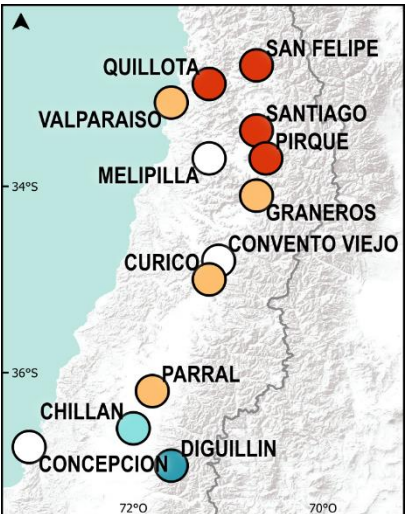 SAN FELIPE
QUILLOTA
VALPARAISO
SANTIAGO
PIRQUE
MELIPILLA
34°S
GRANEROS
CONVENTO VIEJO
CURICO
36°S
PARRAL
CHILLAN
DIGUILLIN
CONCEPCION
72°O
70°O